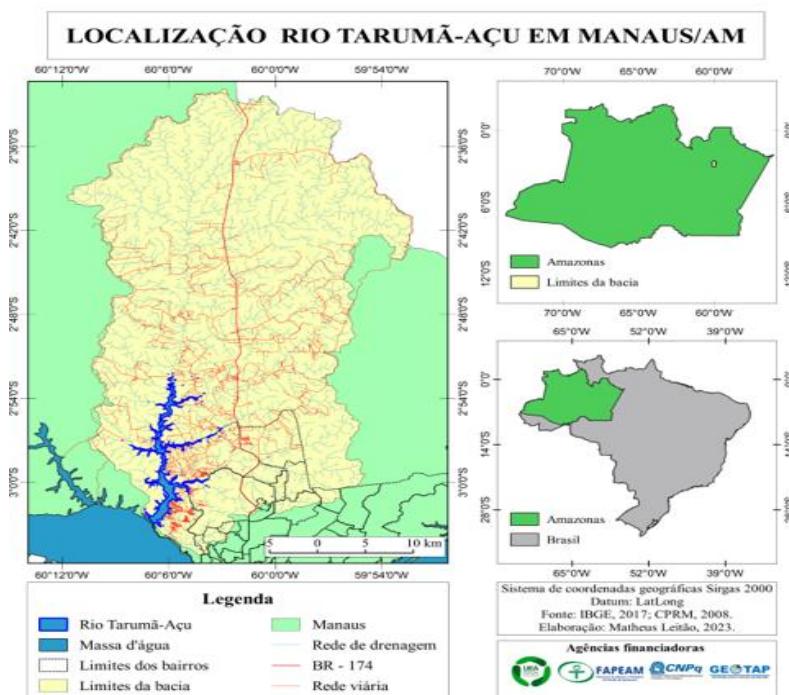 LOCALIZAÇÃO RIO TARUMÃ-AÇU EM MANAUS/AM
60°12'0"W 60°6'0"W 60°0'0"W 59°54'0"W
2°36'0"S
2°42'0"S
2°48'0"S
2°54'0"S
3°0'0"S
5 0 5 10 km
60°12'0"W 60°6'0"W 60°0'0"W 59°54'0"W
70°0'W 65°0'W 60°0'W
0°0'
6°0'S
12°0'S
Amazonas
Limites da bacia
70°0'W 65°0'W 60°0'W
65°0'W 52°0'W 39°0'W
0°0'
14°0'S
28°0'S
Amazonas
Brasil
65°0'W 52°0'W 39°0'W
Legenda
Rio Tarumã-Açu
Massa d'água
Limites dos bairros
Limites da bacia
Manaus
Rede de drenagem
BR - 174
Rede viária
Sistema de coordenadas geográficas Sirgas 2000
Datum: LatLong
Fonte: IBGE, 2017; CPRM, 2008.
Elaboração: Matheus Leitão, 2023.
Agências financiadoras
UEA FAPEAM CNPq GEOTAP